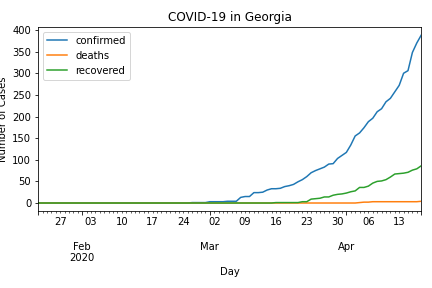 COVID-19 in Georgia
confirmed
deaths
recovered
Number of Cases
400
350
300
250
200
150
100
50
0
27 03 10 17 24 02 09 16 23 30 06 13
Feb Mar Apr
2020
Day